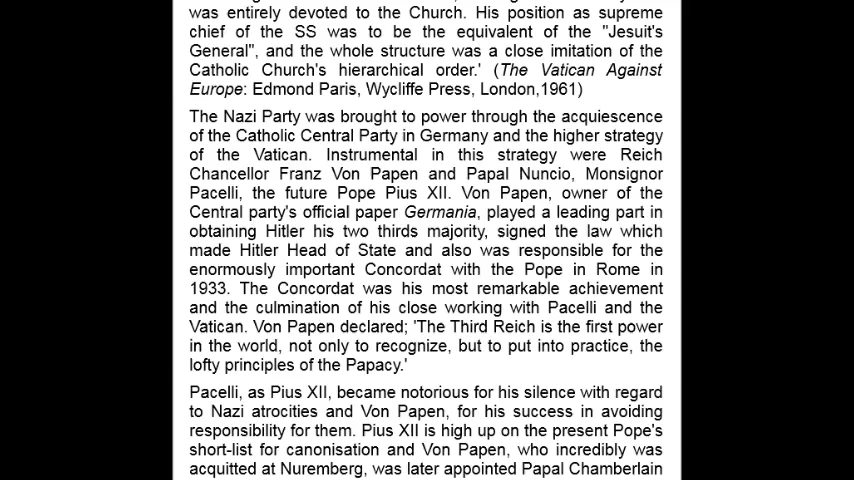 was entirely devoted to the Church. His position as supreme
chief of the SS was to be the equivalent of the "Jesuit's
General", and the whole structure was a close imitation of the
Catholic Church's hierarchical order.' (The Vatican Against
Europe: Edmond Paris, Wycliffe Press, London,1961)
The Nazi Party was brought to power through the acquiescence
of the Catholic Central Party in Germany and the higher strategy
of the Vatican. Instrumental in this strategy were Reich
Chancellor Franz Von Papen and Papal Nuncio, Monsignor
Pacelli, the future Pope Pius XII. Von Papen, owner of the
Central party's official paper Germania, played a leading part in
obtaining Hitler his two thirds majority, signed the law which
made Hitler Head of State and also was responsible for the
enormously important Concordat with the Pope in Rome in
1933. The Concordat was his most remarkable achievement
and the culmination of his close working with Pacelli and the
Vatican. Von Papen declared; 'The Third Reich is the first power
in the world, not only to recognize, but to put into practice, the
lofty principles of the Papacy.'
Pacelli, as Pius XII, became notorious for his silence with regard
to Nazi atrocities and Von Papen, for his success in avoiding
responsibility for them. Pius XII is high up on the present Pope's
short-list for canonisation and Von Papen, who incredibly was
acquitted at Nuremberg, was later appointed Papal Chamberlain